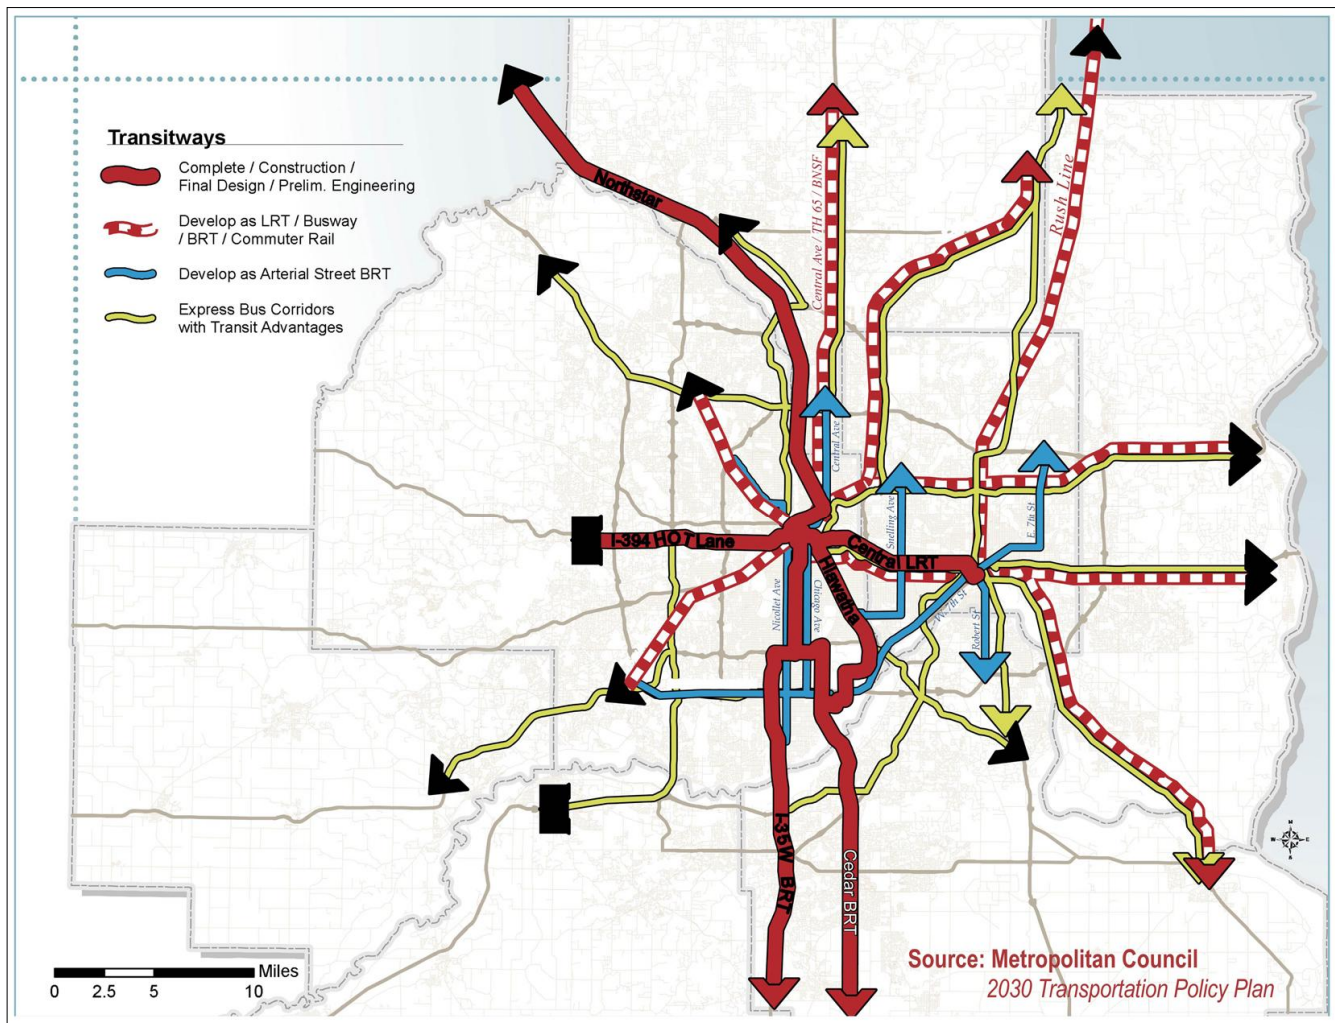 Transitways
Complete / Construction /
Final Design / Prelim. Engineering
Develop as LRT / Busway
/ BRT / Commuter Rail
Develop as Arterial Street BRT
Express Bus Corridors
with Transit Advantages
Northstar
Central Ave / TH 65 / BNSF
Rush Line
Central Ave
Snelling Ave
E. 7th St
I-394 HOT Lane
Central LRT
Hiawatha
Nicollet Ave
Chicago Ave
W. 7th St
Robert St
I-35W BRT
Cedar BRT
N
W E
S
Miles
0 2.5 5 10
Source: Metropolitan Council
2030 Transportation Policy Plan